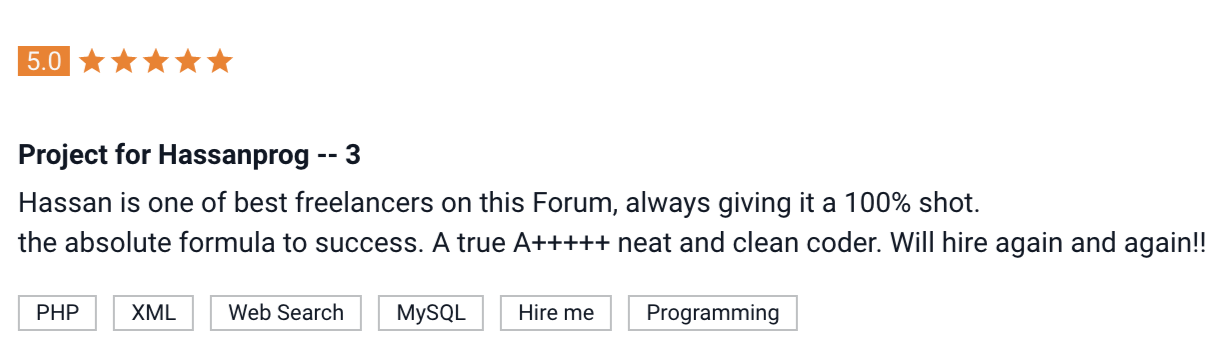 5.0
Project for Hassanprog -- 3
Hassan is one of best freelancers on this Forum, always giving it a 100% shot.
the absolute formula to success. A true A+++++ neat and clean coder. Will hire again and again!!
PHP XML Web Search MySQL Hire me Programming